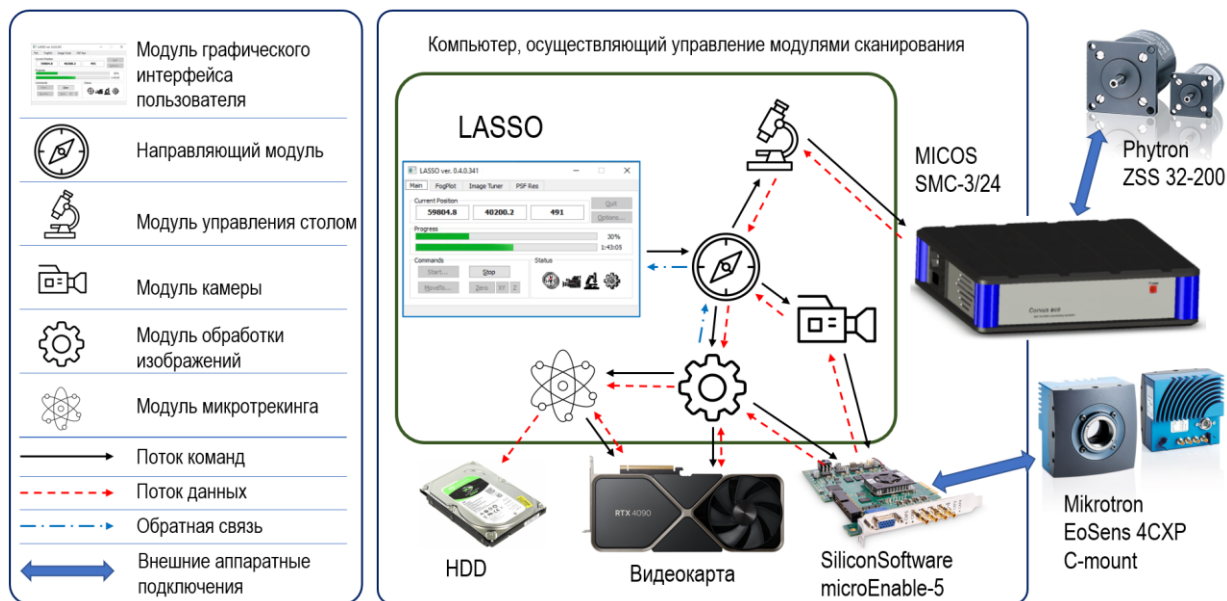 Модуль графического
интерфейса
пользователя
Направляющий модуль
Модуль управления столом
Модуль камеры
Модуль обработки
изображений
Модуль микротрекинга
Поток команд
Поток данных
Обратная связь
Внешние аппаратные
подключения
Компьютер, осуществляющий управление модулями сканирования
LASSO
LASSO ver. 0.4.0.341
Main FogPlot Image Tuner PSF Res
Current Position
59804.8 40200.2 491
Quit
Options...
Progress
30%
1:43:05
Commands
Status
Start... Stop
MoveTo... Zero XY Z
HDD
RTX 4090
Видеокарта
SiliconSoftware
microEnable-5
MICOS
SMC-3/24
Phytron
ZSS 32-200
Corvus eco
Mikrotron
EoSens 4CXP
C-mount